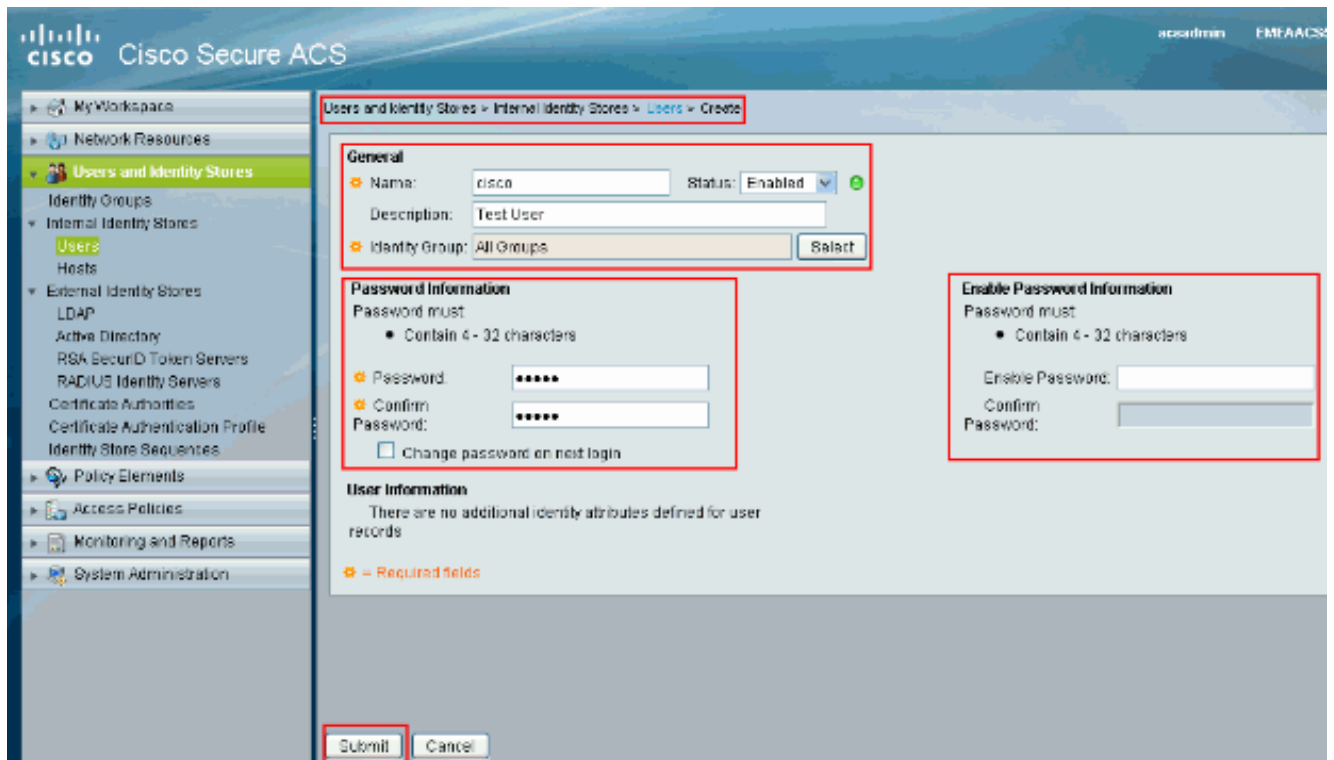 acsadmin EMEAACS5
cisco Cisco Secure ACS
My Workspace
Network Resources
Users and Identity Stores
Identity Groups
Internal Identity Stores
Users
Hosts
External Identity Stores
LDAP
Active Directory
RSA SecurID Token Servers
RADIUS Identity Servers
Certificate Authorities
Certificate Authentication Profile
Identity Store Sequences
Policy Elements
Access Policies
Monitoring and Reports
System Administration
Users and Identity Stores > Internal Identity Stores > Users > Create
General
Name: cisco Status: Enabled
Description: Test User
Identity Group: All Groups Select
Password Information
Password must
• Contain 4 - 32 characters
Password: •••••
Confirm Password: •••••
Change password on next login
Enable Password Information
Password must
• Contain 4 - 32 characters
Enable Password:
Confirm Password:
User Information
There are no additional identity attributes defined for user
records
= Required fields
Submit Cancel